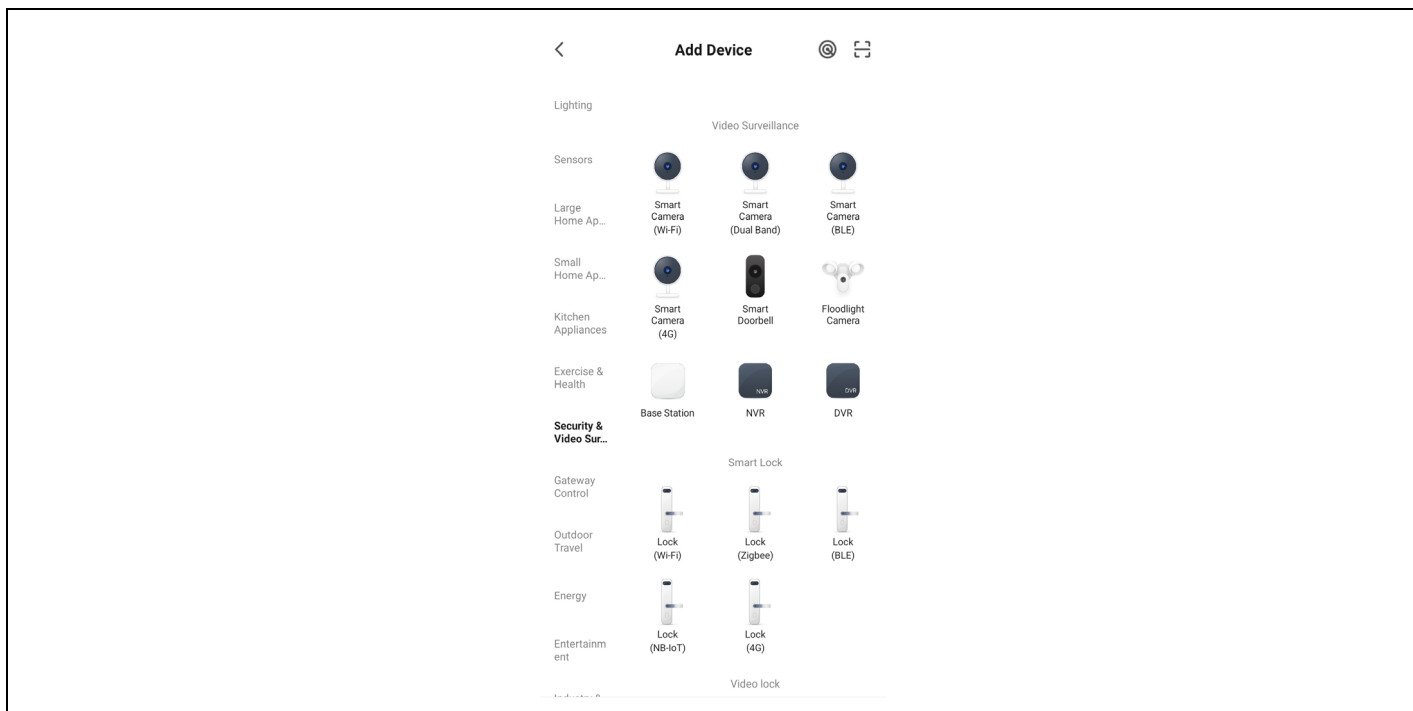 Add Device
Lighting
Sensors
Large
Home Ap...
Small
Home Ap...
Kitchen
Appliances
Exercise &
Health
Security &
Video Sur...
Gateway
Control
Outdoor
Travel
Energy
Entertainm
ent
Video Surveillance
Smart
Camera
(Wi-Fi)
Smart
Camera
(Dual Band)
Smart
Camera
(BLE)
Smart
Camera
(4G)
Smart
Doorbell
Floodlight
Camera
Base Station
NVR
NVR
DVR
DVR
Smart Lock
Lock
(Wi-Fi)
Lock
(Zigbee)
Lock
(BLE)
Lock
(NB-IoT)
Lock
(4G)
Video lock